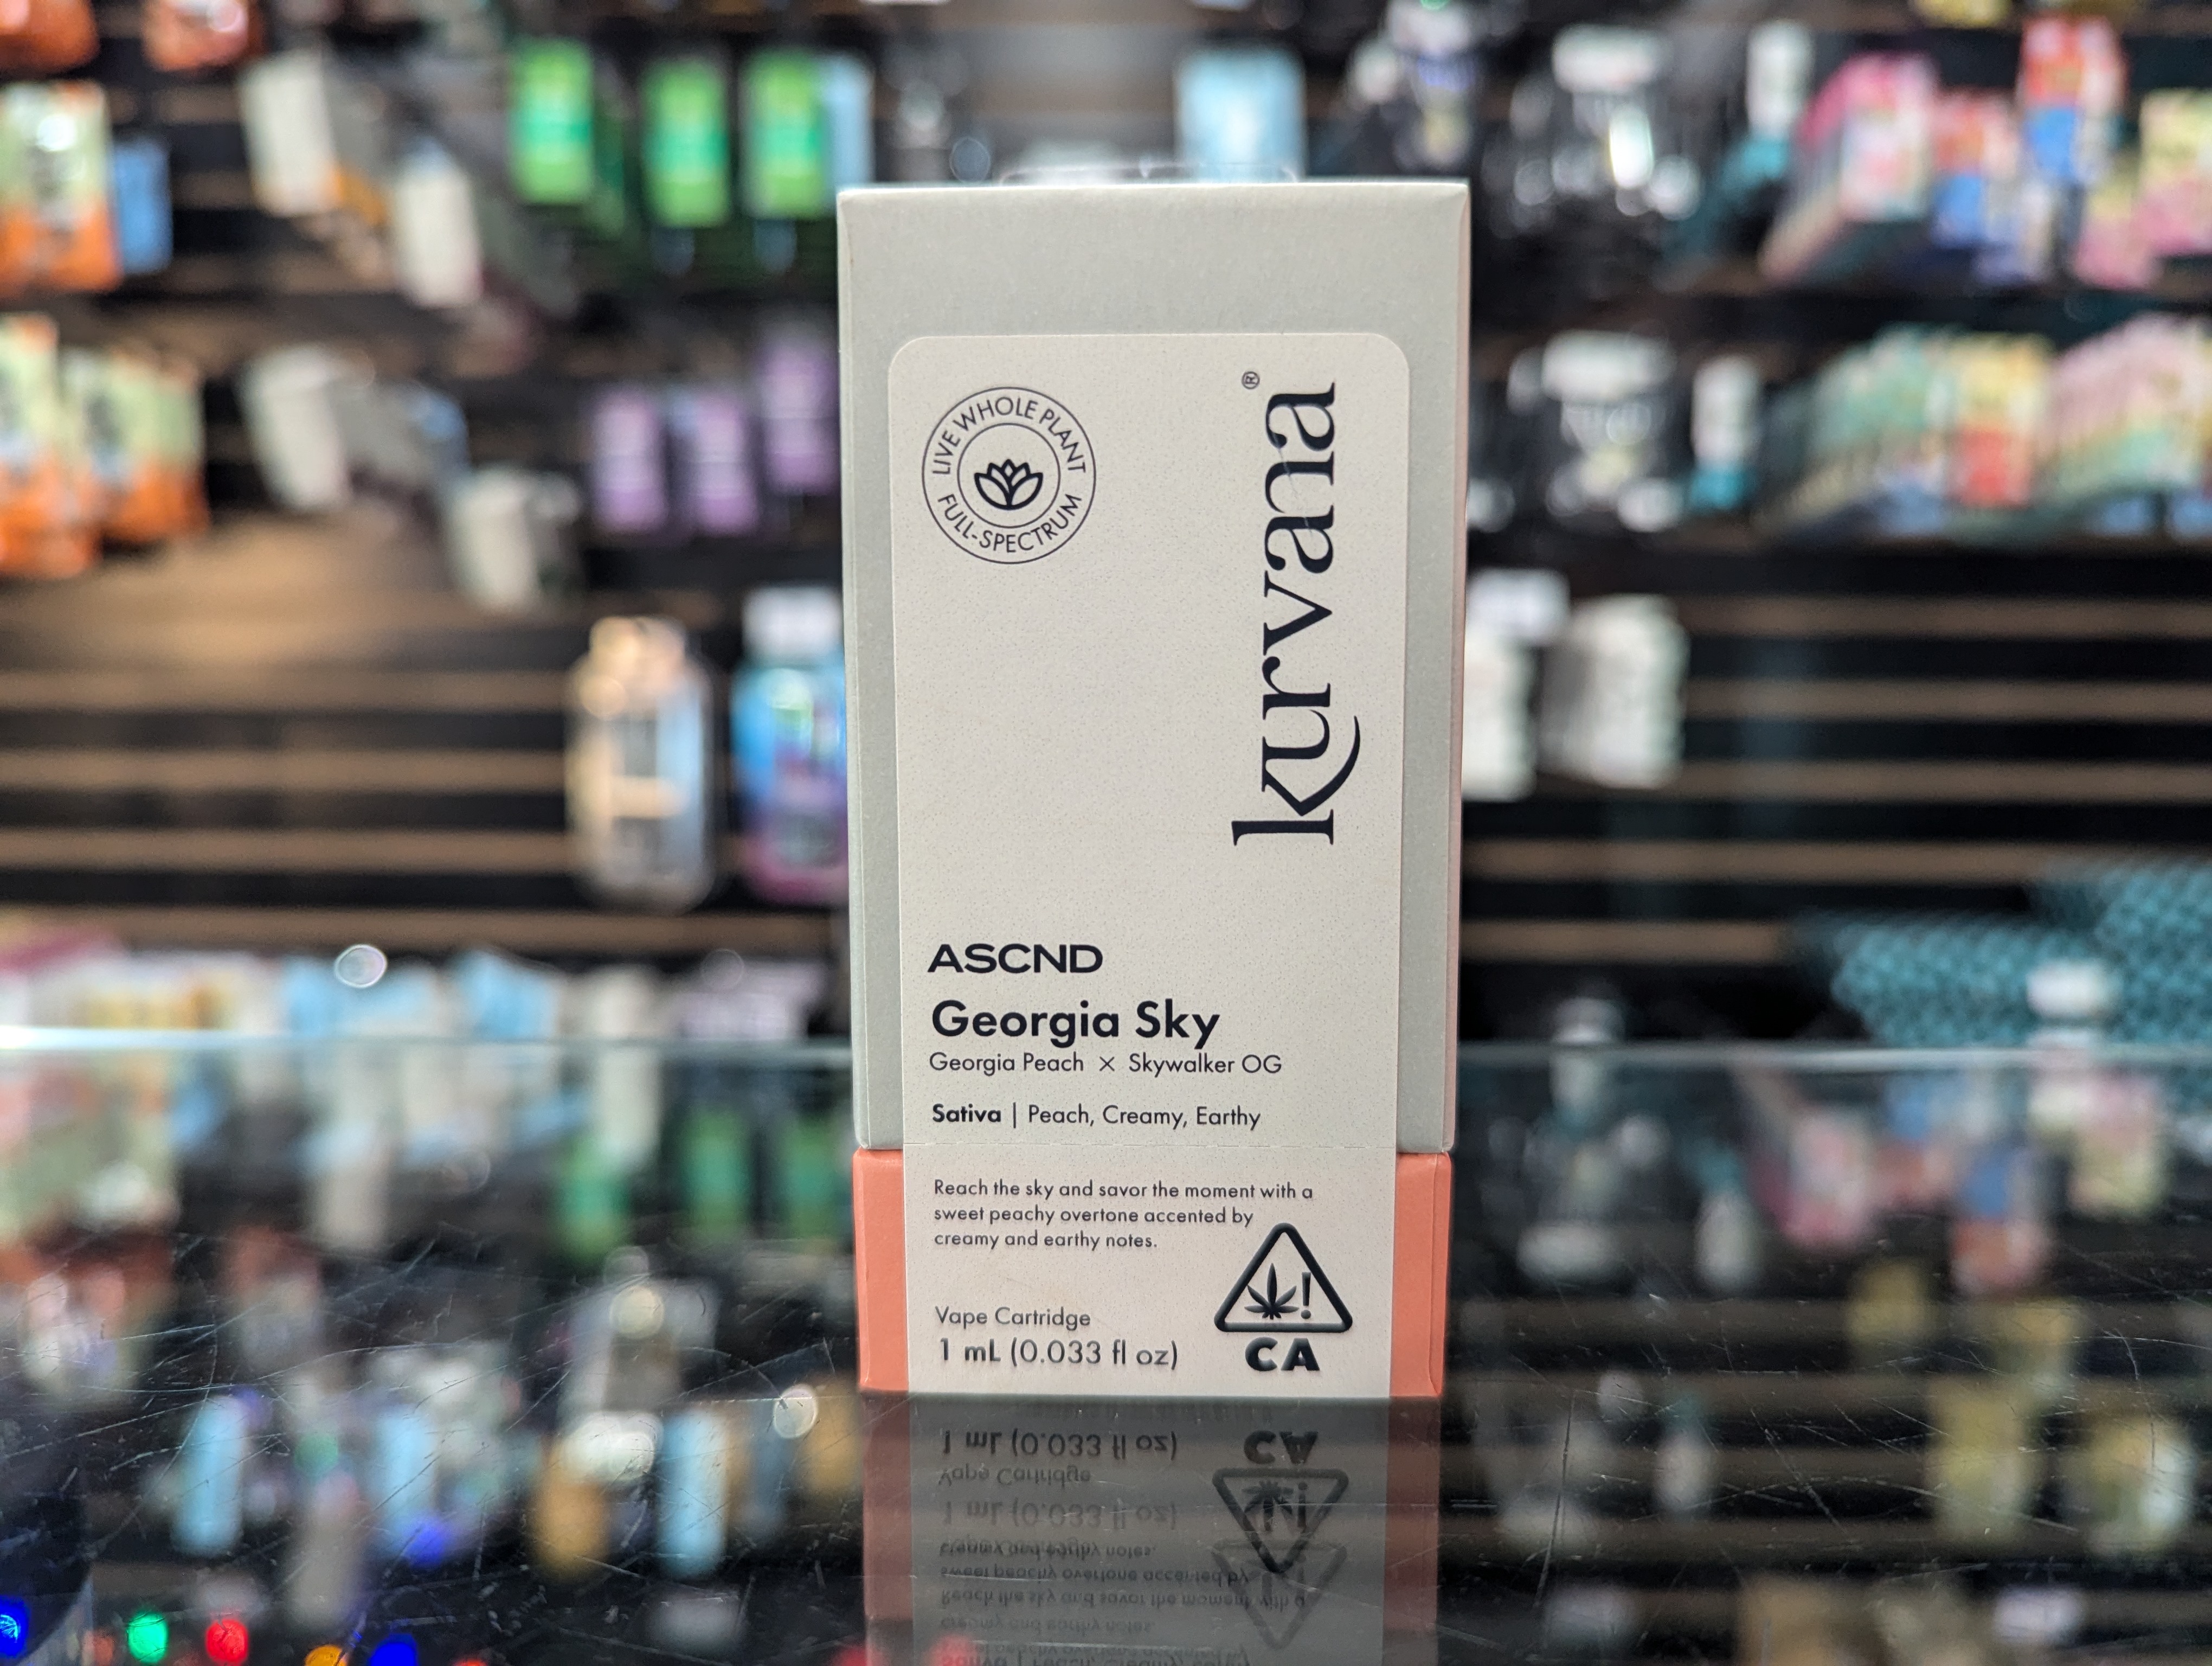 LIVE WHOLE PLANT
FULL-SPECTRUM
kurvana®
ASCND
Georgia Sky
Georgia Peach × Skywalker OG
Sativa | Peach, Creamy, Earthy
Reach the sky and savor the moment with a
sweet peachy overtone accented by
creamy and earthy notes.
Vape Cartridge
1 mL (0.033 fl oz)
!
CA